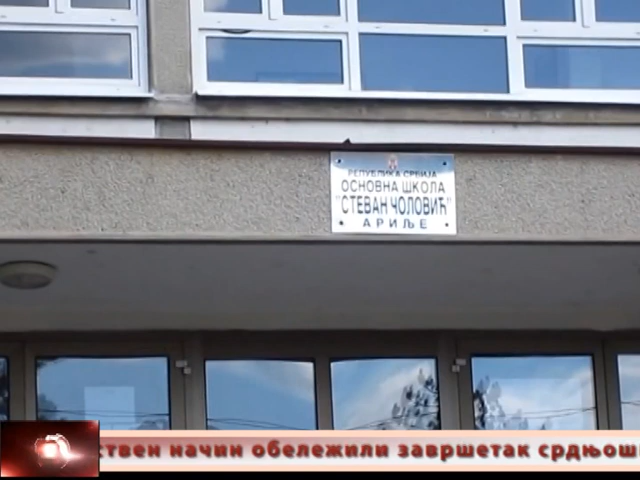 РЕПУБЛИКА СРБИЈА
ОСНОВНА ШКОЛА
"СТЕВАН ЧОЛОВИЋ"
АРИЉЕ
ствен начин обележили завршетак срдњош